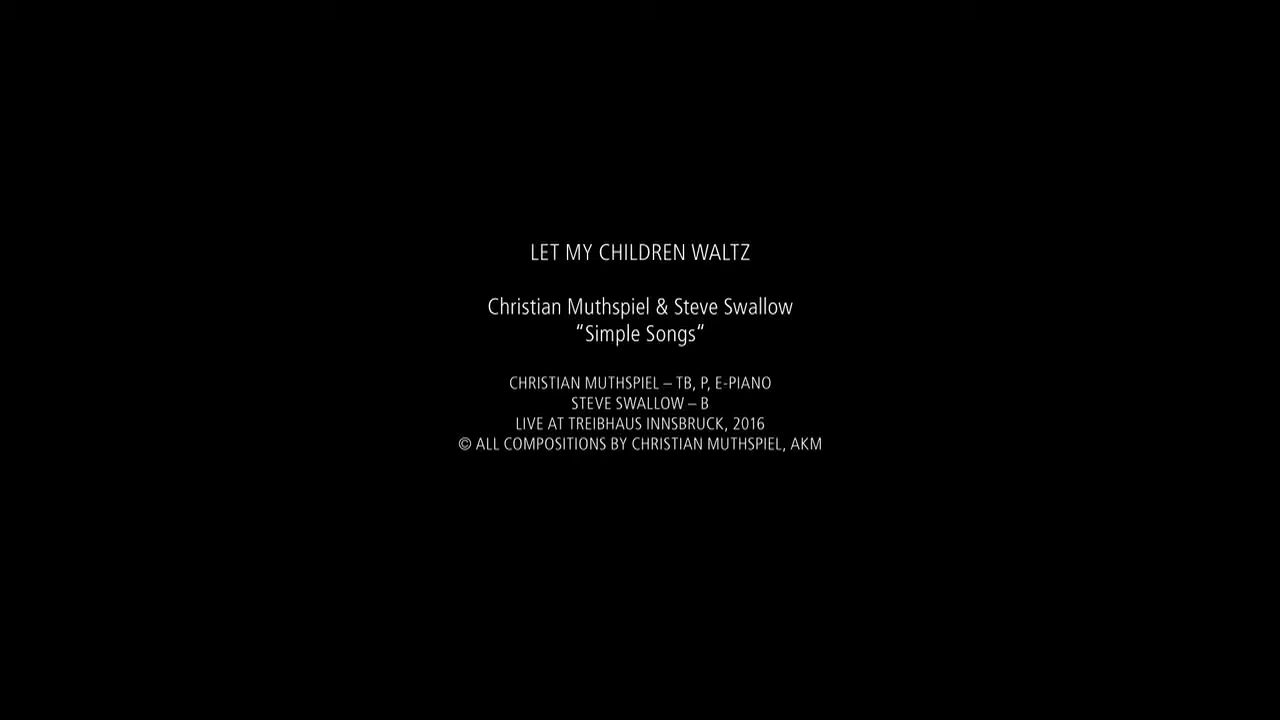 LET MY CHILDREN WALTZ
Christian Muthspiel & Steve Swallow
“Simple Songs“
CHRISTIAN MUTHSPIEL – TB, P, E-PIANO
STEVE SWALLOW – B
LIVE AT TREIBHAUS INNSBRUCK, 2016
© ALL COMPOSITIONS BY CHRISTIAN MUTHSPIEL, AKM